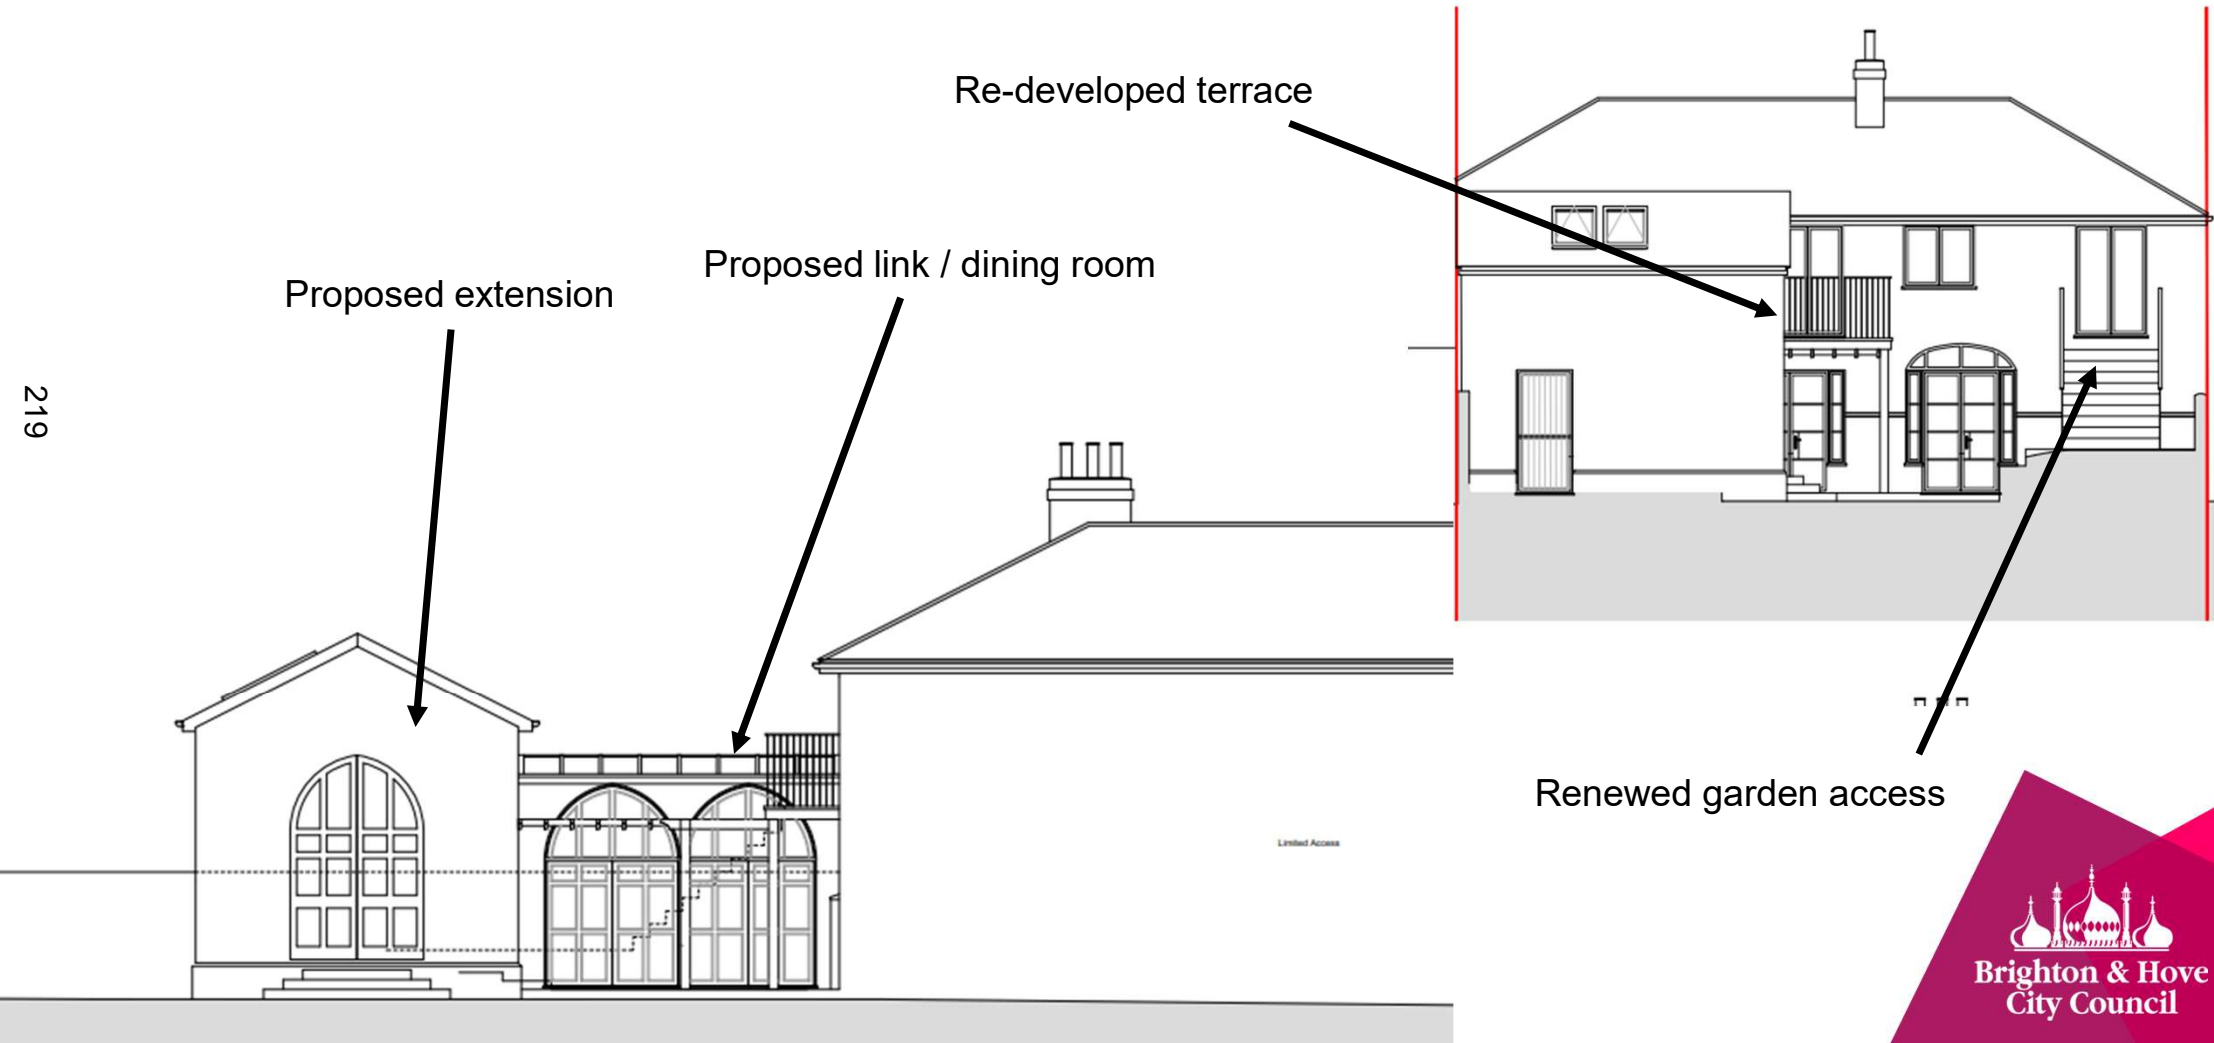 Re-developed terrace
Proposed link / dining room
Proposed extension
219
Renewed garden access
Limited Access
Brighton & Hove
City Council